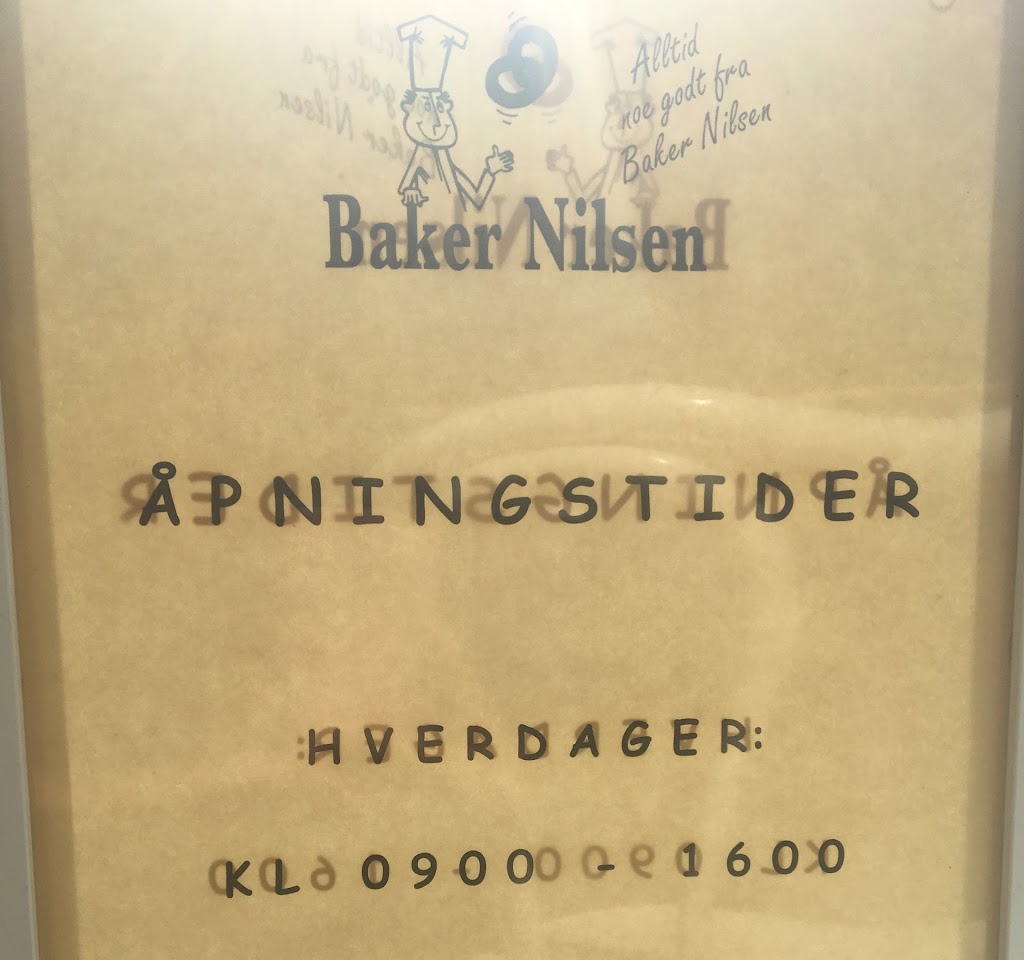 Alltid
noe godt fra
Baker Nilsen
Baker Nilsen
ÅPNINGSTIDER
HVERDAGER:
KL 0900 - 1600